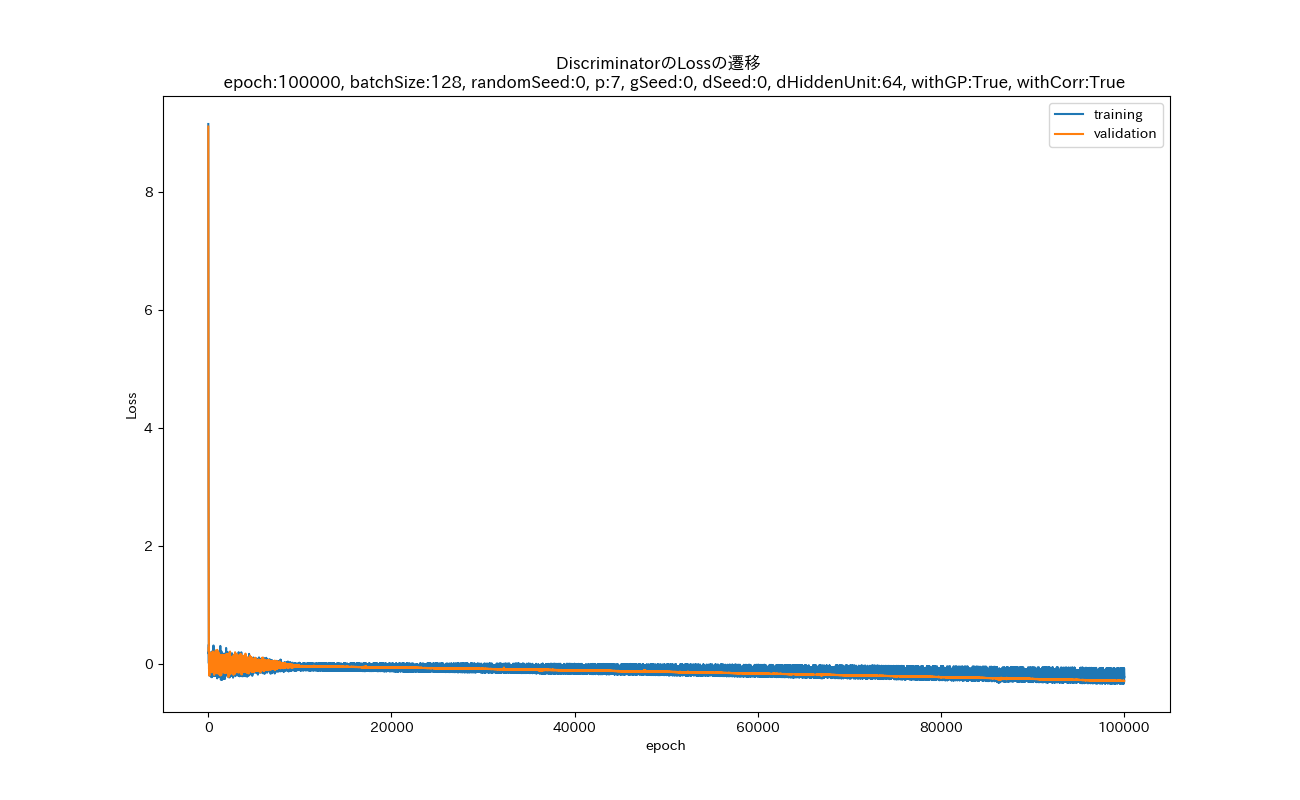 DiscriminatorのLossの遷移
epoch:100000, batchSize:128, randomSeed:0, p:7, gSeed:0, dSeed:0, dHiddenUnit:64, withGP:True, withCorr:True
training
validation
8
6
4
2
0
Loss
0 20000 40000 60000 80000 100000
epoch